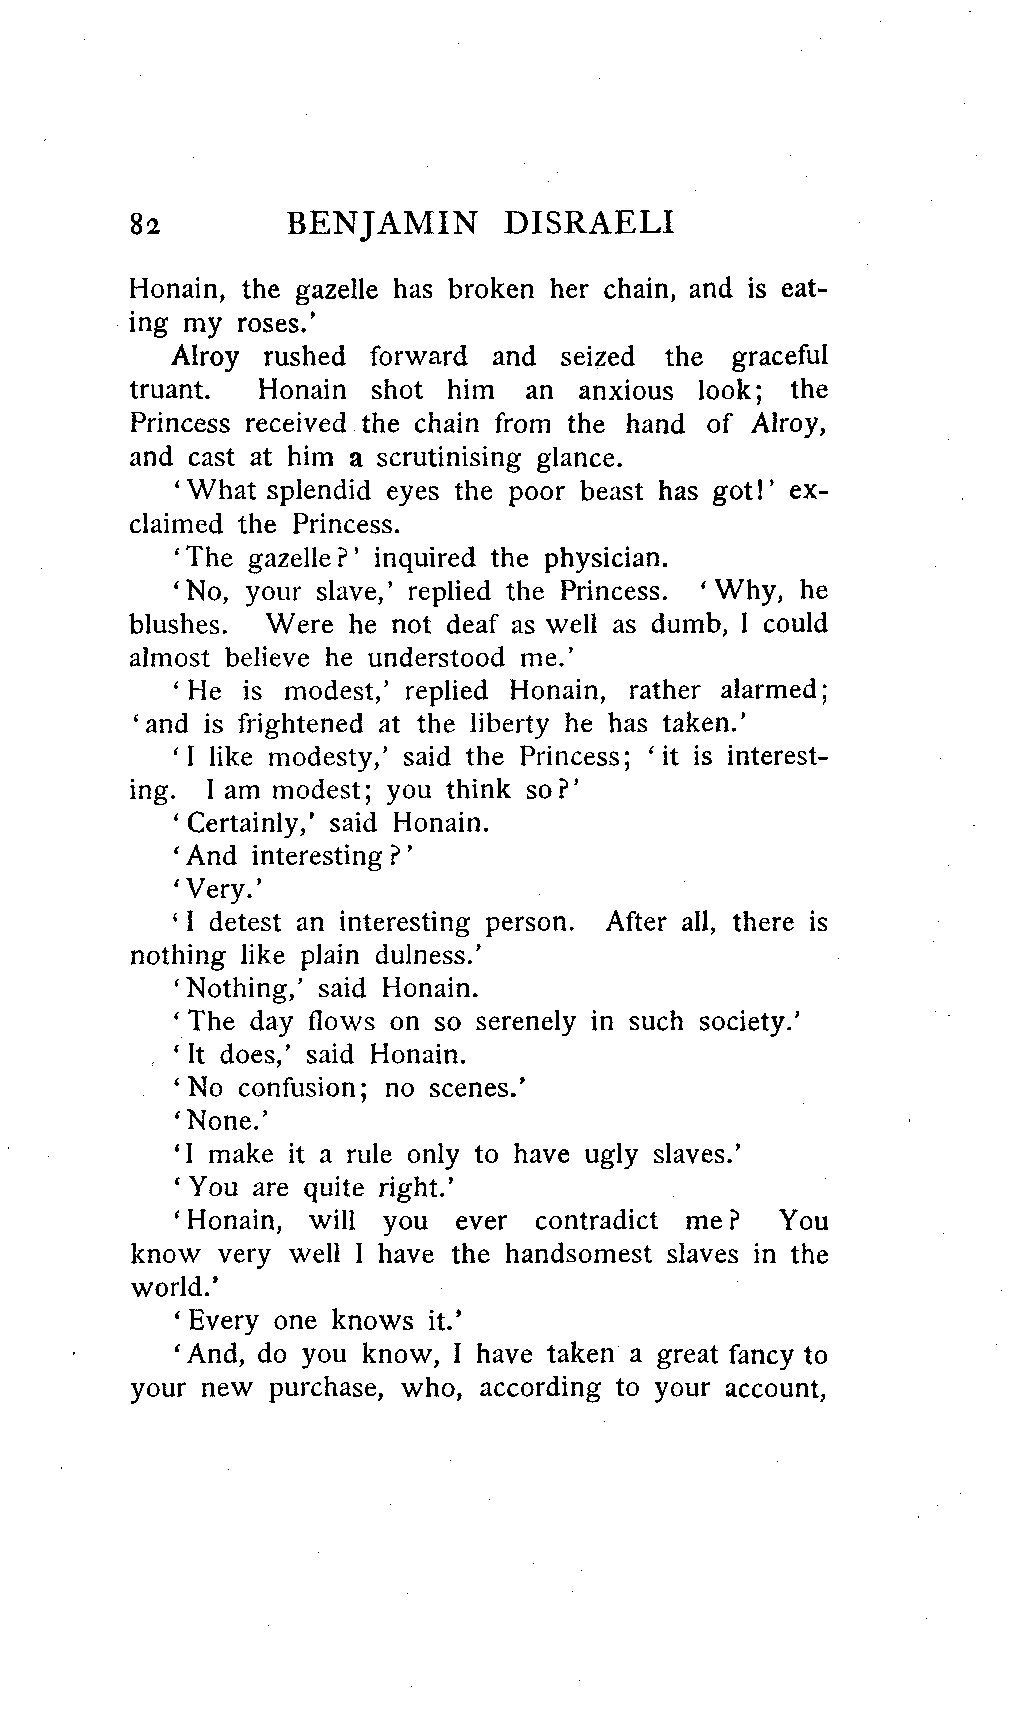 82 BENJAMIN DISRAELI
Honain, the gazelle has broken her chain, and is eat-
ing my roses.'
Alroy rushed forward and seized the graceful
truant. Honain shot him an anxious look; the
Princess received the chain from the hand of Alroy,
and cast at him a scrutinising glance.
'What splendid eyes the poor beast has got!' ex-
claimed the Princess.
'The gazelle?' inquired the physician.
'No, your slave,' replied the Princess. 'Why, he
blushes. Were he not deaf as well as dumb, I could
almost believe he understood me.'
'He is modest,' replied Honain, rather alarmed;
'and is frightened at the liberty he has taken.'
'I like modesty,' said the Princess; 'it is interest-
ing. I am modest; you think so?'
'Certainly,' said Honain.
'And interesting?'
'Very.'
'I detest an interesting person. After all, there is
nothing like plain dulness.'
'Nothing,' said Honain.
'The day flows on so serenely in such society.'
'It does,' said Honain.
'No confusion; no scenes.'
'None.'
'I make it a rule only to have ugly slaves.'
'You are quite right.'
'Honain, will you ever contradict me? You
know very well I have the handsomest slaves in the
world.'
'Every one knows it.'
'And, do you know, I have taken a great fancy to
your new purchase, who, according to your account,